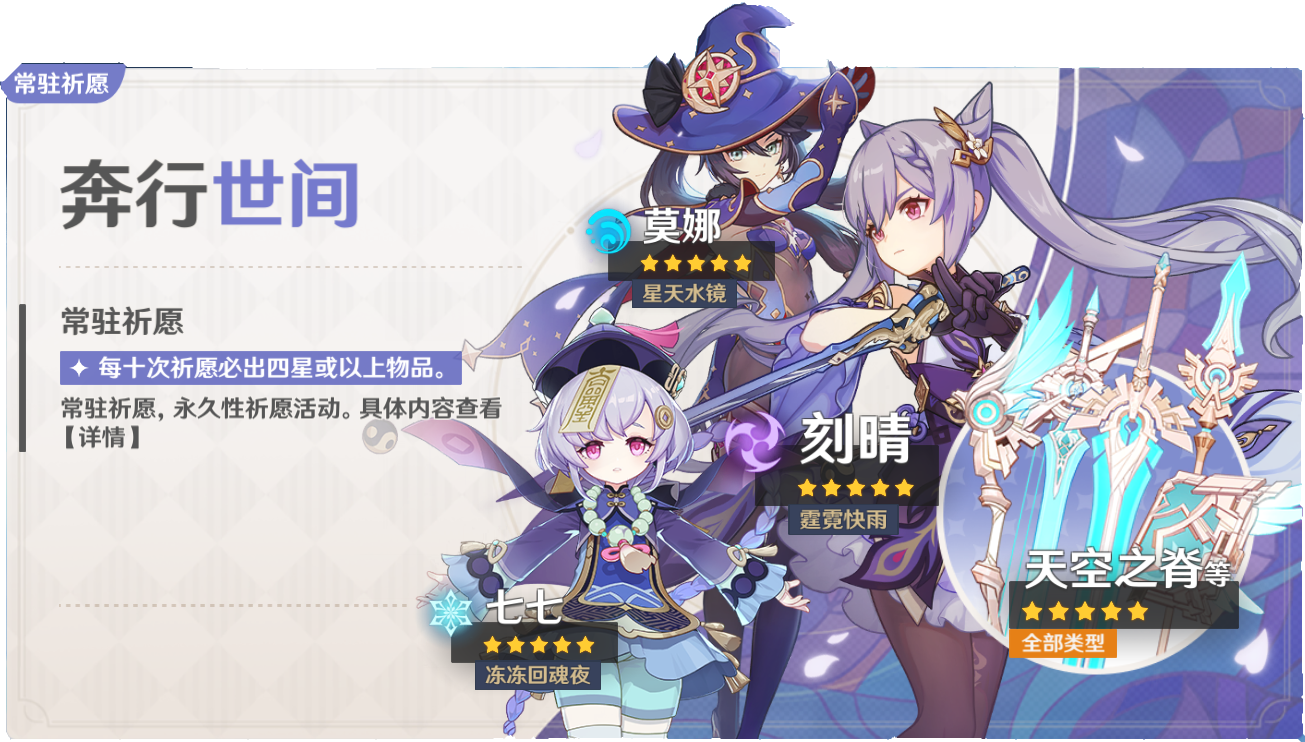 常驻祈愿
奔行世间
常驻祈愿
每十次祈愿必出四星或以上物品。
常驻祈愿，永久性祈愿活动。具体内容查看
【详情】
莫娜
星天水镜
刻晴
霆霓快雨
七七
冻冻回魂夜
天空之脊等
全部类型